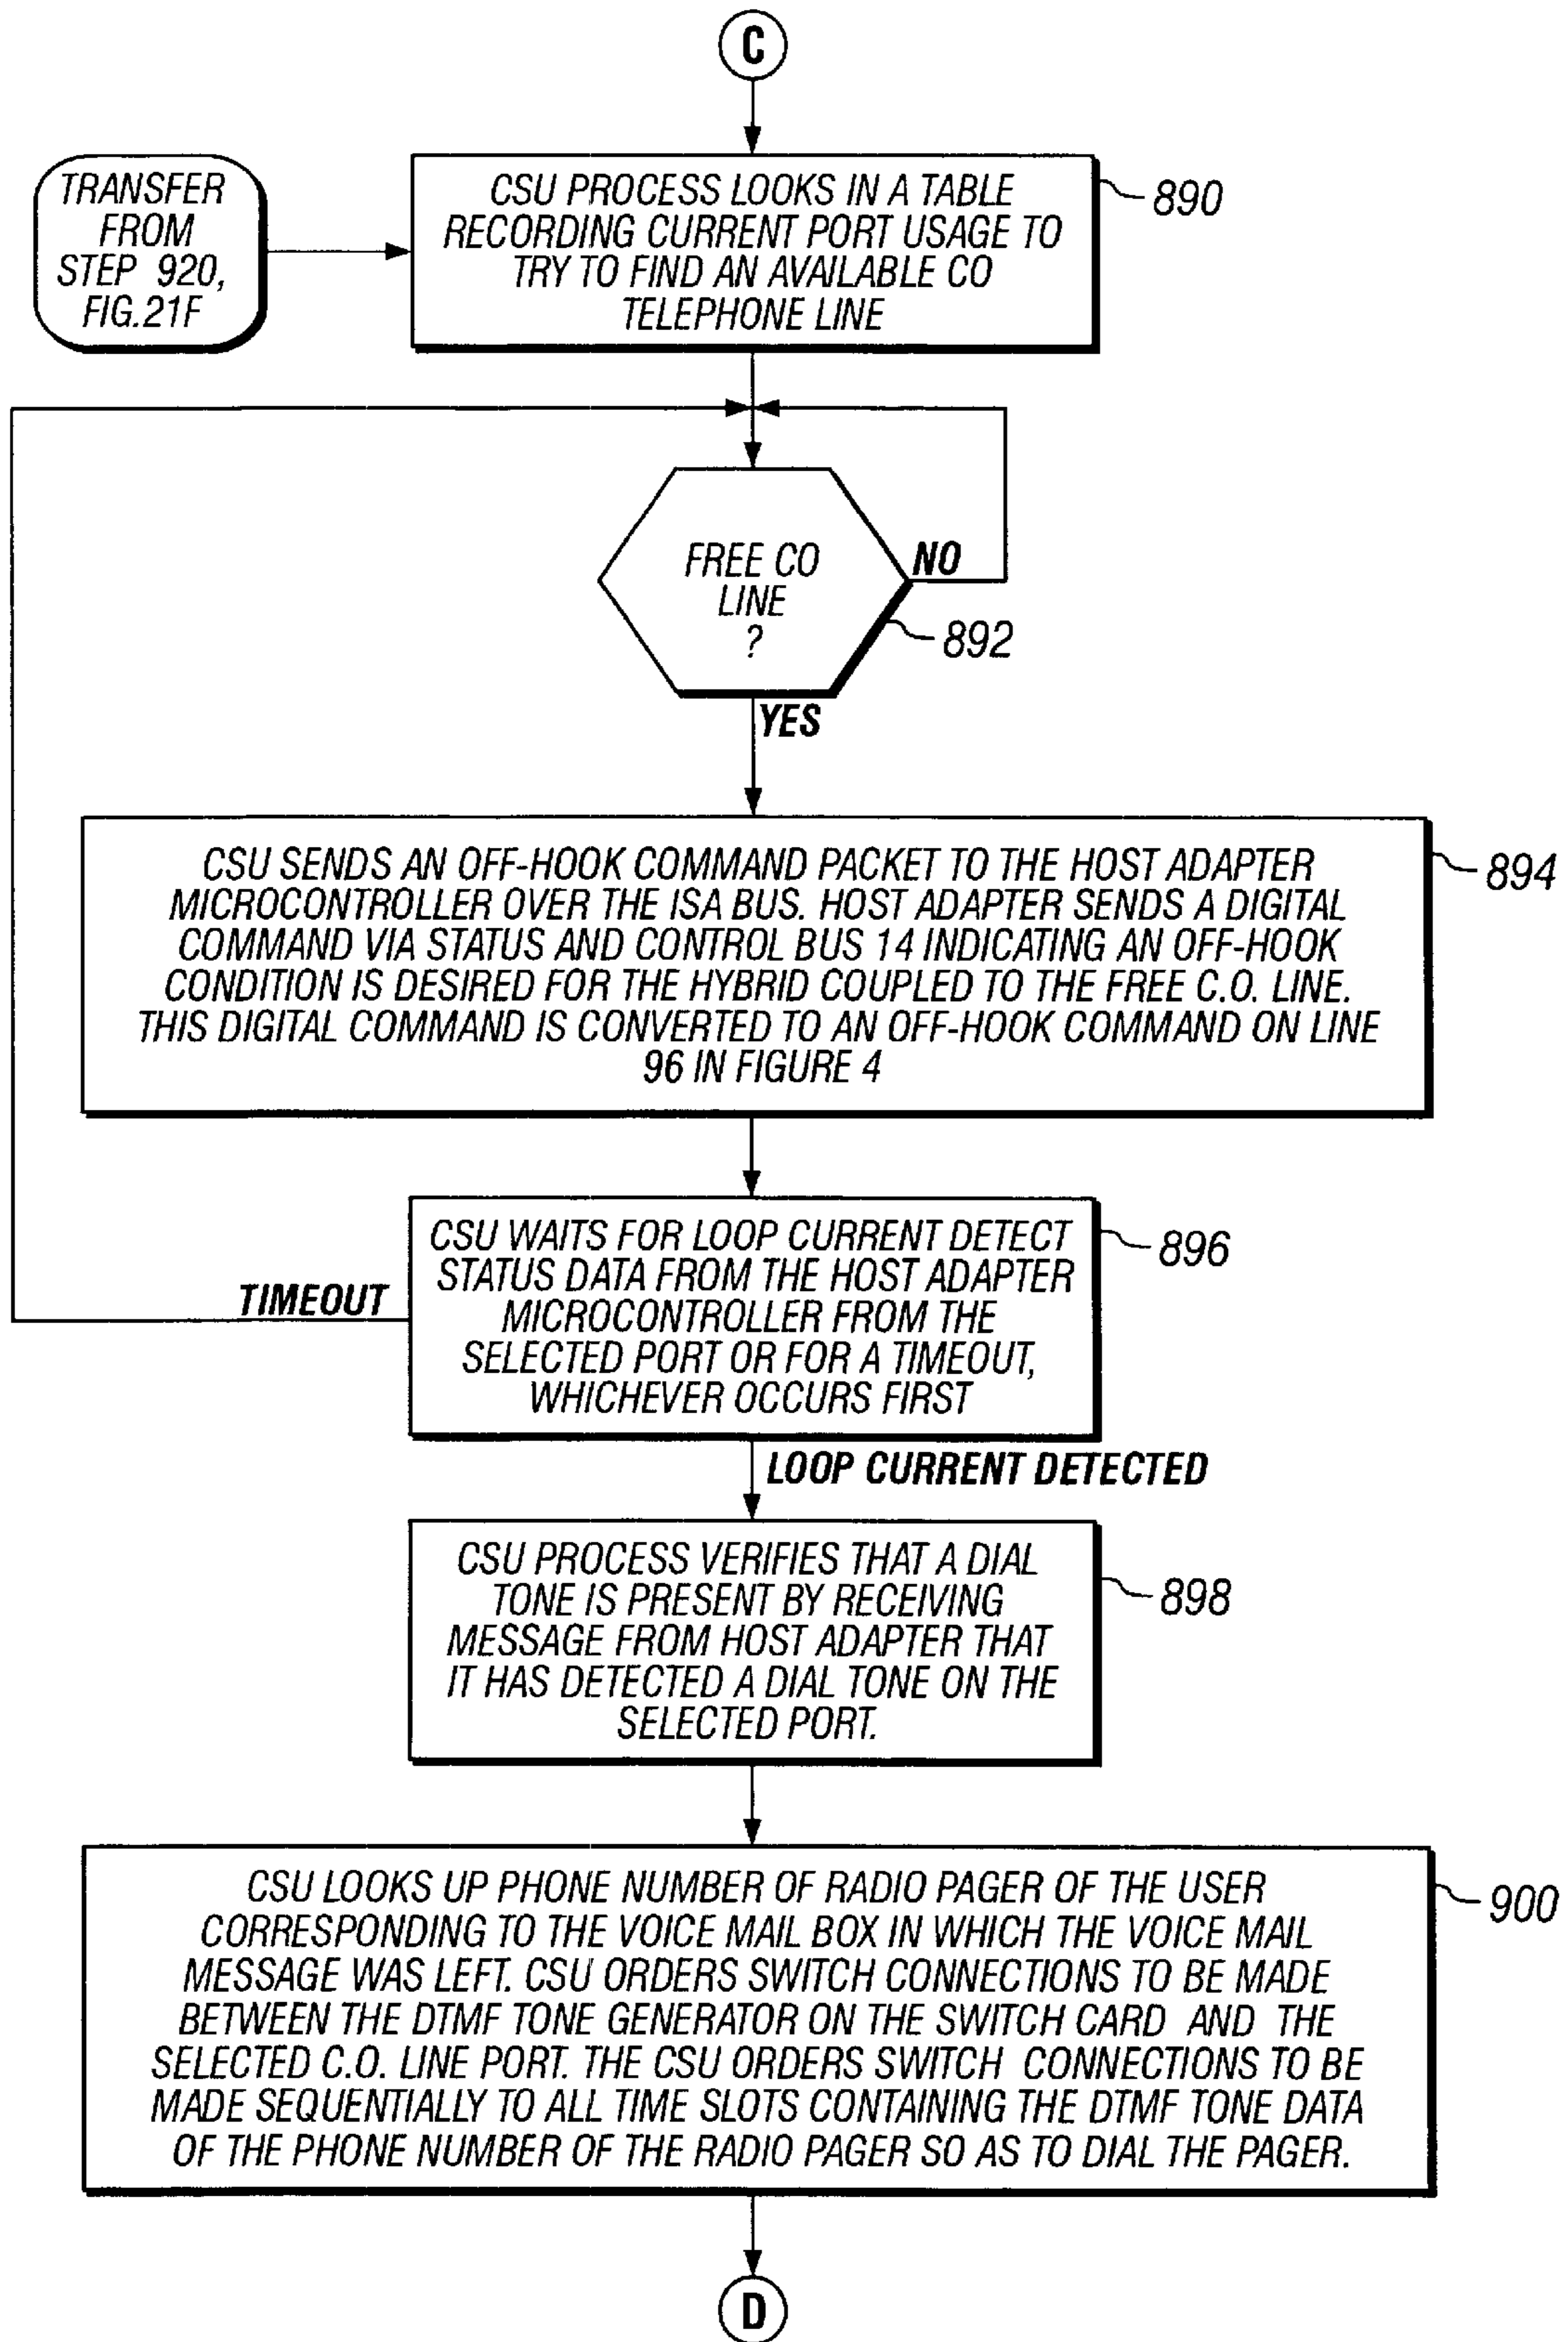 C
TRANSFER
FROM
STEP 920,
FIG.21F
CSU PROCESS LOOKS IN A TABLE
RECORDING CURRENT PORT USAGE TO
TRY TO FIND AN AVAILABLE CO
TELEPHONE LINE
890
FREE CO
LINE
?
NO
892
YES
CSU SENDS AN OFF-HOOK COMMAND PACKET TO THE HOST ADAPTER
MICROCONTROLLER OVER THE ISA BUS. HOST ADAPTER SENDS A DIGITAL
COMMAND VIA STATUS AND CONTROL BUS 14 INDICATING AN OFF-HOOK
CONDITION IS DESIRED FOR THE HYBRID COUPLED TO THE FREE C.O. LINE.
THIS DIGITAL COMMAND IS CONVERTED TO AN OFF-HOOK COMMAND ON LINE
96 IN FIGURE 4
894
CSU WAITS FOR LOOP CURRENT DETECT
STATUS DATA FROM THE HOST ADAPTER
MICROCONTROLLER FROM THE
SELECTED PORT OR FOR A TIMEOUT,
WHICHEVER OCCURS FIRST
896
TIMEOUT
LOOP CURRENT DETECTED
CSU PROCESS VERIFIES THAT A DIAL
TONE IS PRESENT BY RECEIVING
MESSAGE FROM HOST ADAPTER THAT
IT HAS DETECTED A DIAL TONE ON THE
SELECTED PORT.
898
CSU LOOKS UP PHONE NUMBER OF RADIO PAGER OF THE USER
CORRESPONDING TO THE VOICE MAIL BOX IN WHICH THE VOICE MAIL
MESSAGE WAS LEFT. CSU ORDERS SWITCH CONNECTIONS TO BE MADE
BETWEEN THE DTMF TONE GENERATOR ON THE SWITCH CARD AND THE
SELECTED C.O. LINE PORT. THE CSU ORDERS SWITCH CONNECTIONS TO BE
MADE SEQUENTIALLY TO ALL TIME SLOTS CONTAINING THE DTMF TONE DATA
OF THE PHONE NUMBER OF THE RADIO PAGER SO AS TO DIAL THE PAGER.
900
D